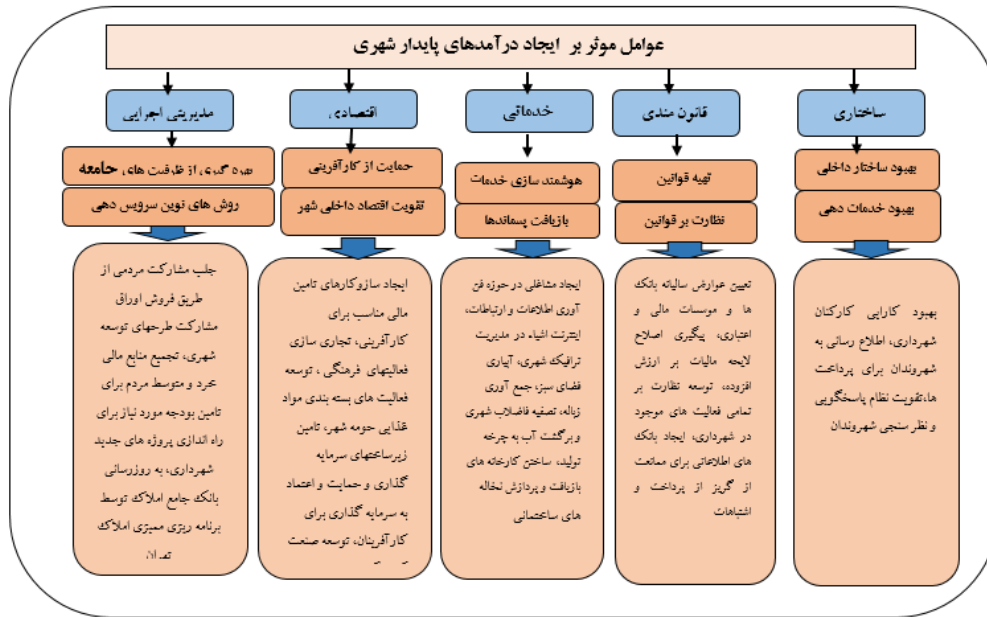 عوامل موثر بر ایجاد درآمدهای پایدار شهری
ساختاری
بهبود ساختار داخلی
بهبود خدمات دهی
بهبود کارایی کارکنان
شهرداری، اطلاع رسانی به
شهروندان برای پرداخت
ها،تقویت نظام پاسخگویی
و نظر سنجی شهروندان
قانون مندی
تهیه قوانین
نظارت بر قوانین
تعیین عوارض سالیانه بانک
ها و موسسات مالی و
اعتباری، پیگیری اصلاح
لایحه مالیات بر ارزش
افزوده، توسعه نظارت بر
تمامی فعالیت های موجود
در شهرداری، ایجاد بانک
های اطلاعاتی برای ممانعت
از گریز از پرداخت و
اشتباهات
خدماتی
هوشمند سازی خدمات
بازیافت پسماندها
ایجاد مشاغلی در حوزه فن
آوری اطلاعات و ارتباطات،
اینترنت اشیاء در مدیریت
ترافیک شهری، آبیاری
فضای سبز، جمع آوری
زباله، تصفیه فاضلاب شهری
و برگشت آب به چرخه
تولید، ساختن کارخانه های
بازیافت و پردازش نخاله
های ساختمانی
اقتصادی
حمایت از کارآفرینی
تقویت اقتصاد داخلی شهر
ایجاد سازوکارهای تامین
مالی مناسب برای
کارآفرینی، تجاری سازی
فعالیتهای فرهنگی ، توسعه
فعالیت های بسته بندی مواد
غذایی حومه شهر، تامین
زیرساختهای سرمایه
گذاری و حمایت و اعتماد
به سرمایه گذاری برای
کارآفرینان، توسعه صنعت
مدیریتی اجرایی
بهره گیری از ظرفیت های جامعه
روش های نوین سرویس دهی
جلب مشارکت مردمی از
طریق فروش اوراق
مشارکت طرحهای توسعه
شهری، تجمیع منابع مالی
خرد و متوسط مردم برای
تامین بودجه مورد نیاز برای
راه اندازی پروژه های جدید
شهرداری، به روزرسانی
بانک جامع املاک توسط
برنامه ریزی ممیزی املاک
تهران